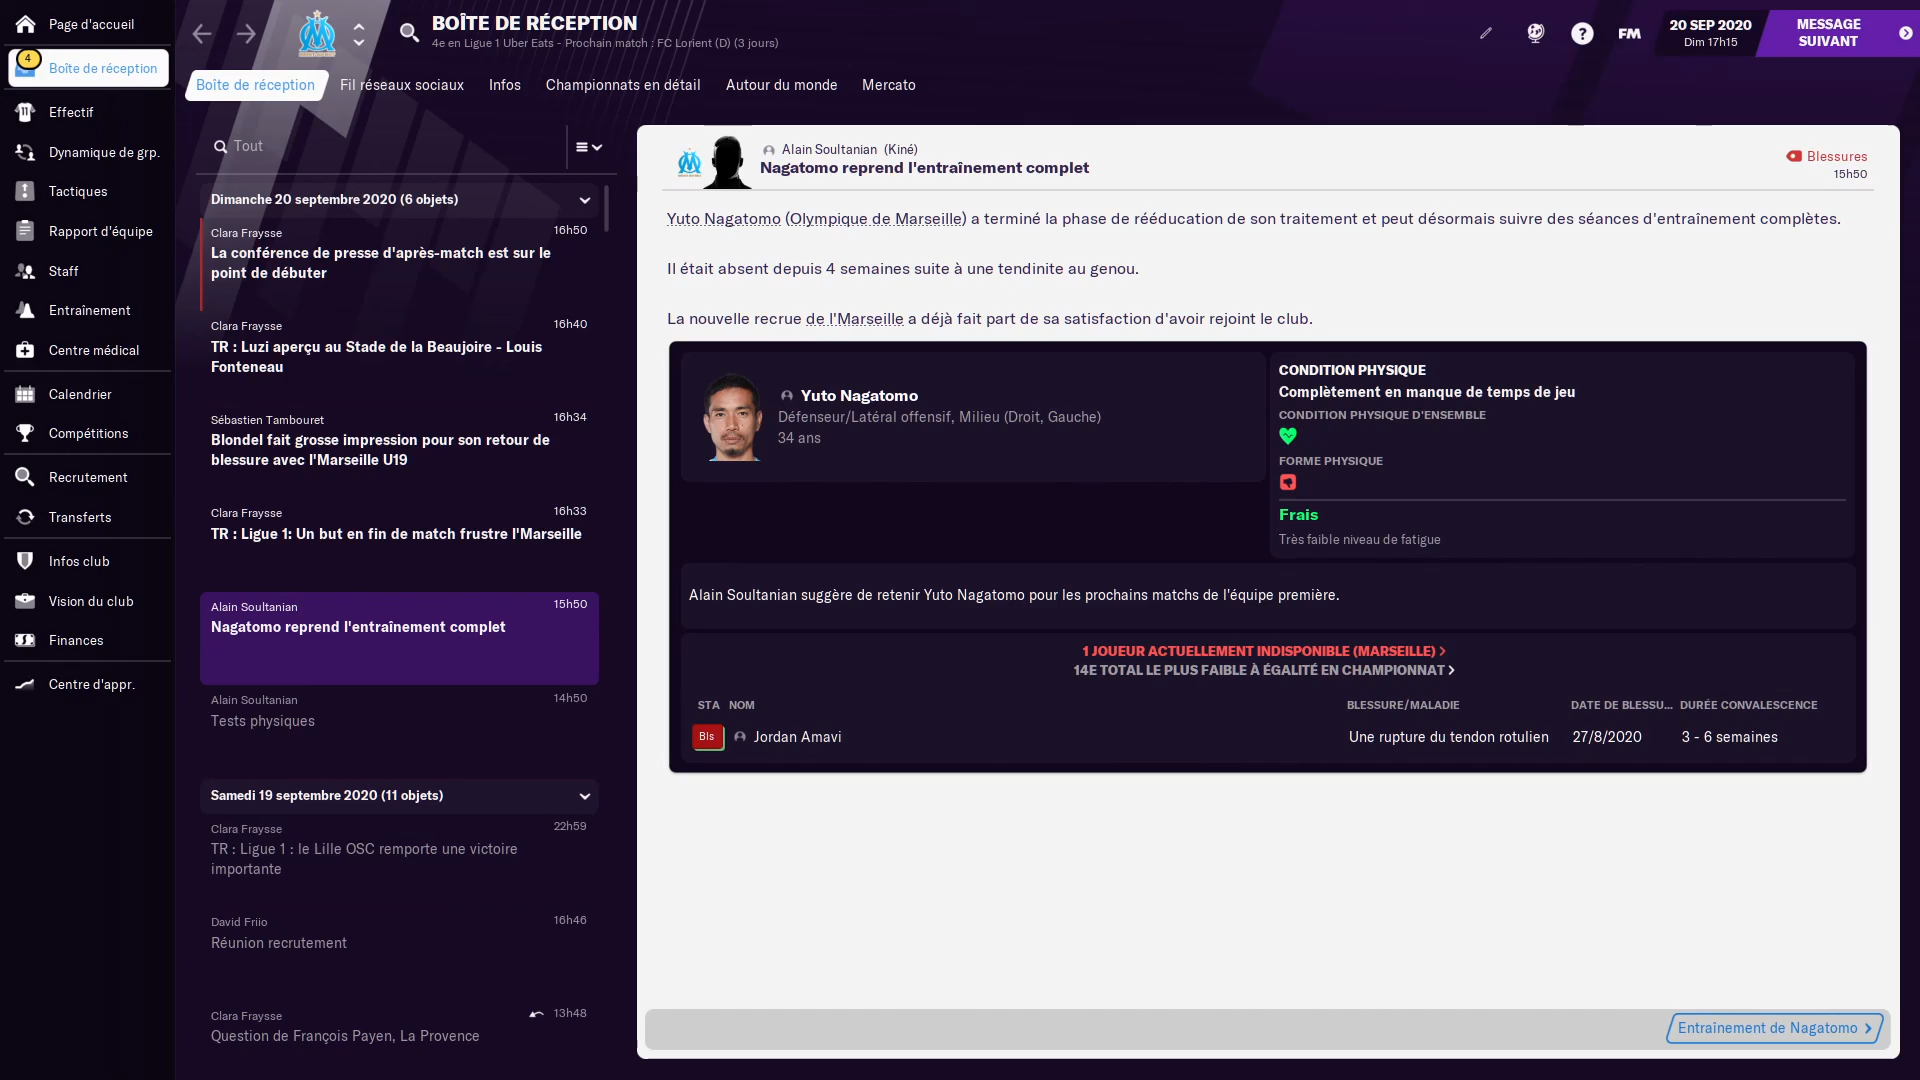 Page d'accueil
4
Boîte de réception
Effectif
Dynamique de grp.
Tactiques
Rapport d'équipe
Staff
Entraînement
Centre médical
Calendrier
Compétitions
Recrutement
Transferts
Infos club
Vision du club
Finances
Centre d'appr.
BOÎTE DE RÉCEPTION
4e en Ligue 1 Uber Eats - Prochain match : FC Lorient (D) (3 jours)
?
FM
20 SEP 2020
Dim 17h15
MESSAGE
SUIVANT
Boîte de réception
Fil réseaux sociaux
Infos
Championnats en détail
Autour du monde
Mercato
Tout
Dimanche 20 septembre 2020 (6 objets)
Clara Fraysse 16h50
La conférence de presse d'après-match est sur le
point de débuter
Clara Fraysse 16h40
TR : Luzi aperçu au Stade de la Beaujoire - Louis
Fonteneau
Sébastien Tambouret 16h34
Blondel fait grosse impression pour son retour de
blessure avec l'Marseille U19
Clara Fraysse 16h33
TR : Ligue 1: Un but en fin de match frustre l'Marseille
Alain Soultanian 15h50
Nagatomo reprend l'entraînement complet
Alain Soultanian 14h50
Tests physiques
Samedi 19 septembre 2020 (11 objets)
Clara Fraysse 22h59
TR : Ligue 1 : le Lille OSC remporte une victoire
importante
David Friio 16h46
Réunion recrutement
Clara Fraysse 13h48
Question de François Payen, La Provence
Alain Soultanian (Kiné)
Nagatomo reprend l'entraînement complet
Blessures
15h50
Yuto Nagatomo (Olympique de Marseille) a terminé la phase de rééducation de son traitement et peut désormais suivre des séances d'entraînement complètes.
Il était absent depuis 4 semaines suite à une tendinite au genou.
La nouvelle recrue de l'Marseille a déjà fait part de sa satisfaction d'avoir rejoint le club.
Yuto Nagatomo
Défenseur/Latéral offensif, Milieu (Droit, Gauche)
34 ans
CONDITION PHYSIQUE
Complètement en manque de temps de jeu
CONDITION PHYSIQUE D'ENSEMBLE
FORME PHYSIQUE
Frais
Très faible niveau de fatigue
Alain Soultanian suggère de retenir Yuto Nagatomo pour les prochains matchs de l'équipe première.
1 JOUEUR ACTUELLEMENT INDISPONIBLE (MARSEILLE) >
14E TOTAL LE PLUS FAIBLE À ÉGALITÉ EN CHAMPIONNAT >
STA NOM BLESSURE/MALADIE DATE DE BLESSU... DURÉE CONVALESCENCE
Bls Jordan Amavi Une rupture du tendon rotulien 27/8/2020 3 - 6 semaines
Entraînement de Nagatomo >